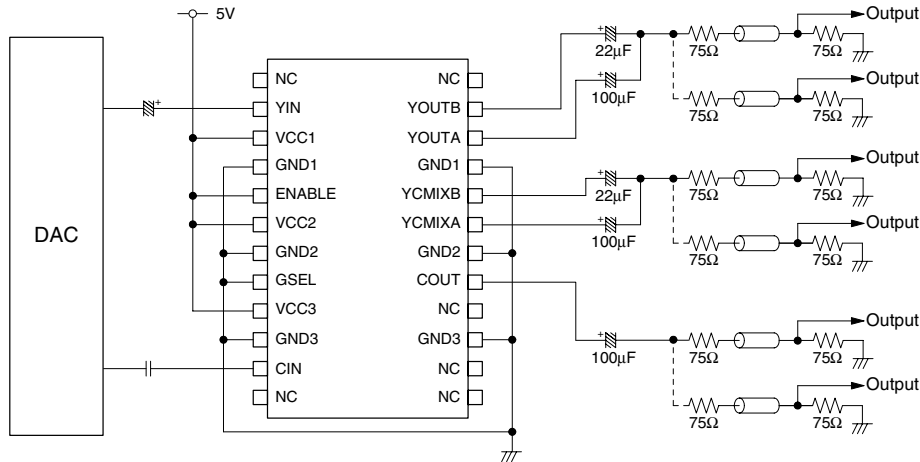 5V
DAC
NC
YIN
VCC1
GND1
ENABLE
VCC2
GND2
GSEL
VCC3
GND3
CIN
NC
NC
YOUTB
YOUTA
GND1
YCMIXB
YCMIXA
GND2
COUT
NC
GND3
NC
NC
+
+
22μF
+
100μF
+
22μF
+
100μF
+
100μF
Output
75Ω
75Ω
Output
75Ω
75Ω
Output
75Ω
75Ω
Output
75Ω
75Ω
Output
75Ω
75Ω
Output
75Ω
75Ω